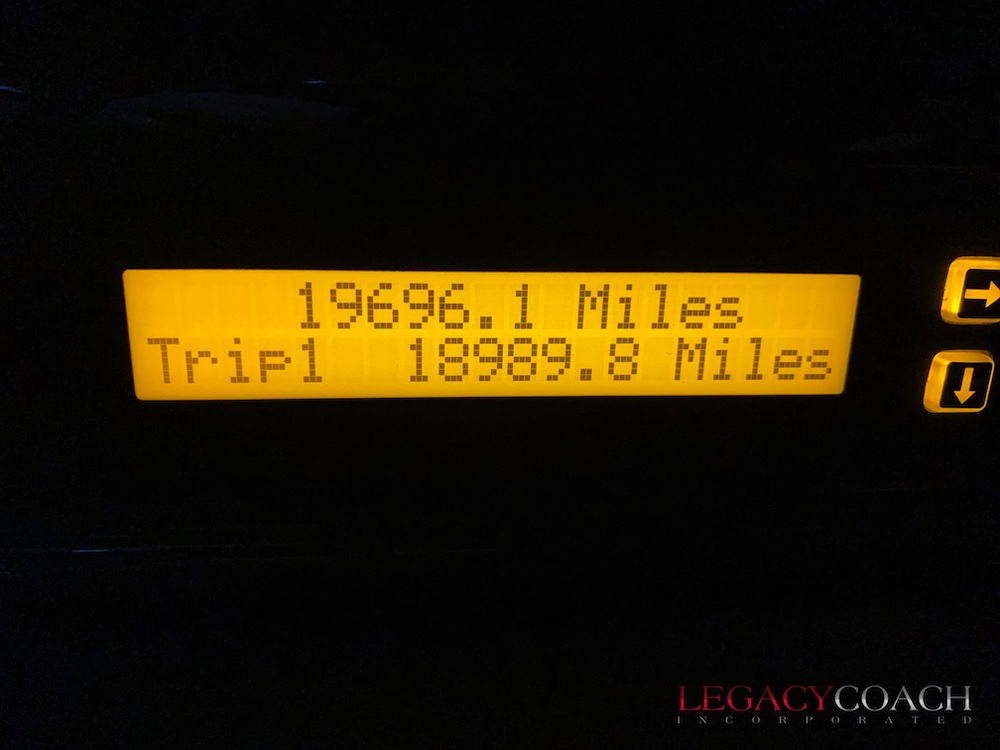 19696.1 Miles
Trip1 18989.8 Miles
LEGACYCOACH
INCORPORATED